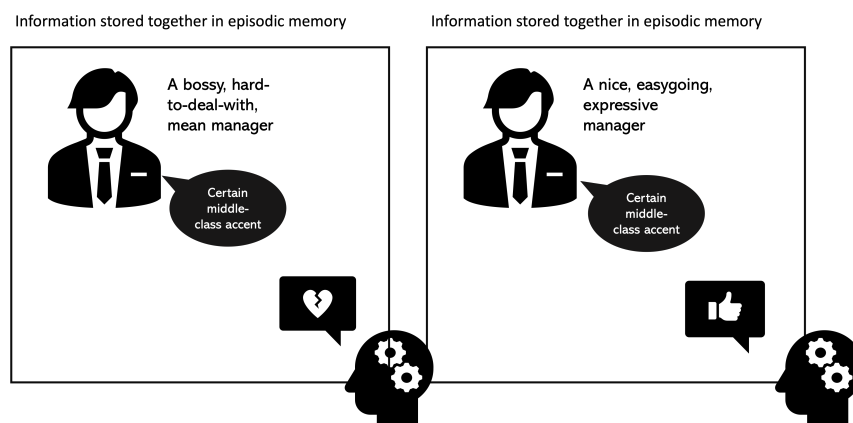 Information stored together in episodic memory
A bossy, hard-
to-deal-with,
mean manager
Certain
middle-
class accent
Information stored together in episodic memory
A nice, easygoing,
expressive
manager
Certain
middle-
class accent